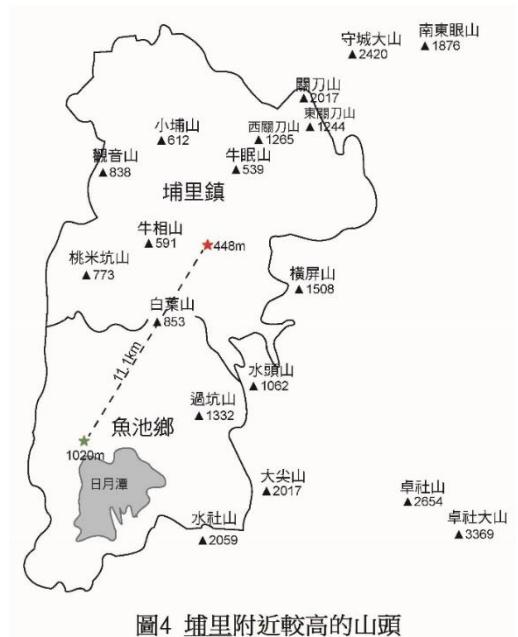 守城大山
▲2420
南東眼山
▲1876
關刀山
▲2017
東關刀山
▲1244
西關刀山
▲1265
小埔山
▲612
牛眠山
▲539
觀音山
▲838
埔里鎮
牛相山
▲591
★448m
桃米坑山
▲773
橫屏山
▲1508
白葉山
▲853
11.1km
水頭山
▲1062
過坑山
▲1332
魚池鄉
★
1020m
日月潭
大尖山
▲2017
卓社山
▲2654
水社山
▲2059
卓社大山
▲3369
圖4 埔里附近較高的山頭